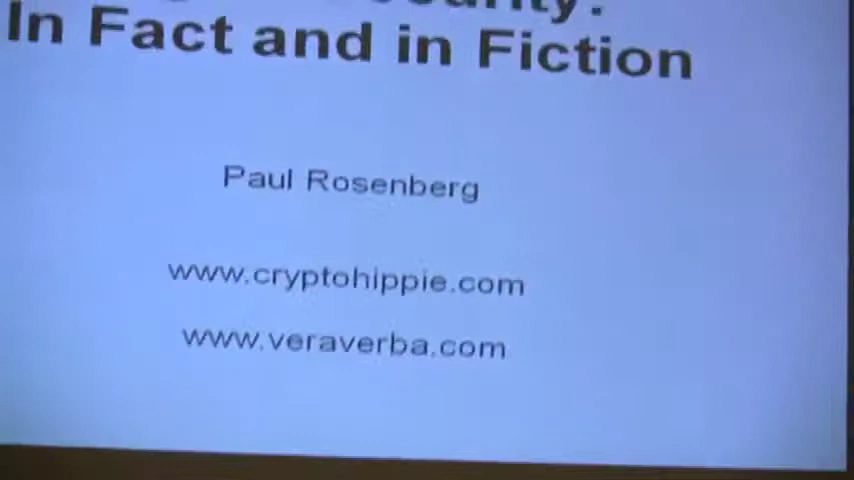 In Fact and in Fiction
Paul Rosenberg
www.cryptohippie.com
www.veraverba.com